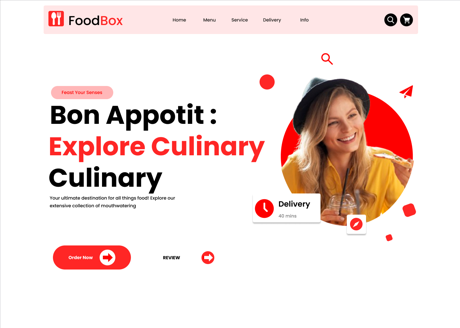 FoodBox
Home Menu Service Delivery Info
Feast Your Senses
Bon Appotit :
Explore Culinary
Culinary
Your ultimate destination for all things food! Explore our
extensive collection of mouthwatering
Delivery
40 mins
Order Now
REVIEW